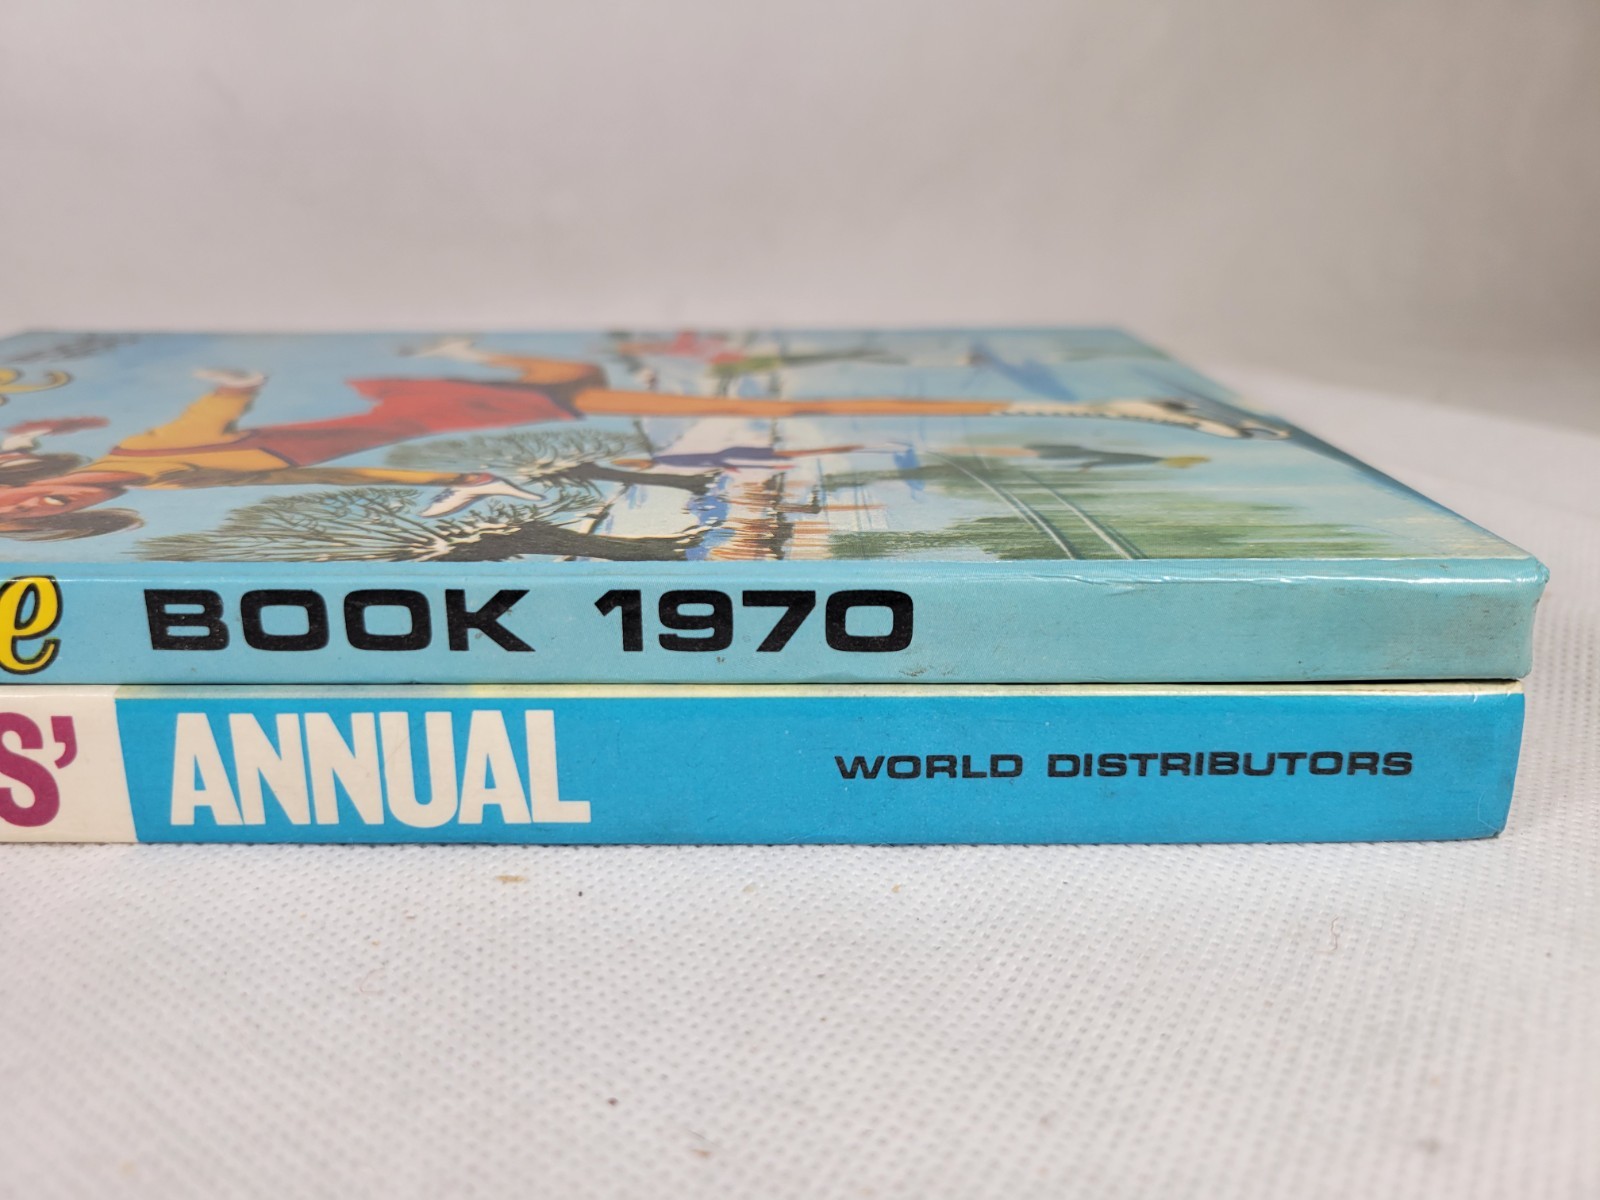 e BOOK 1970
S' ANNUAL WORLD DISTRIBUTORS